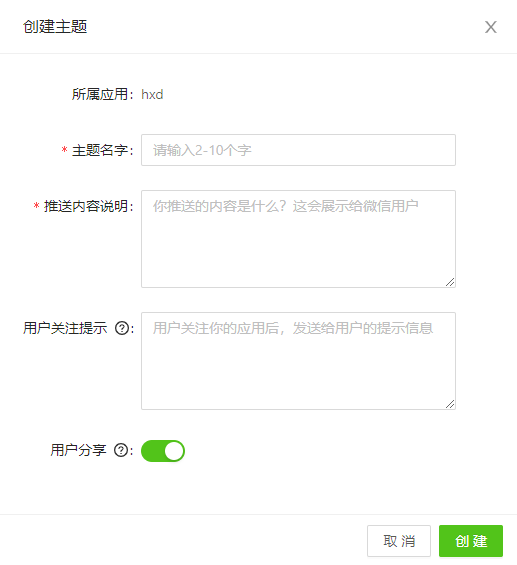 创建主题
所属应用： hxd
* 主题名字： 请输入2-10个字
* 推送内容说明： 你推送的内容是什么？这会展示给微信用户
用户关注提示 ?： 用户关注你的应用后，发送给用户的提示信息
用户分享 ?：
取 消 创 建